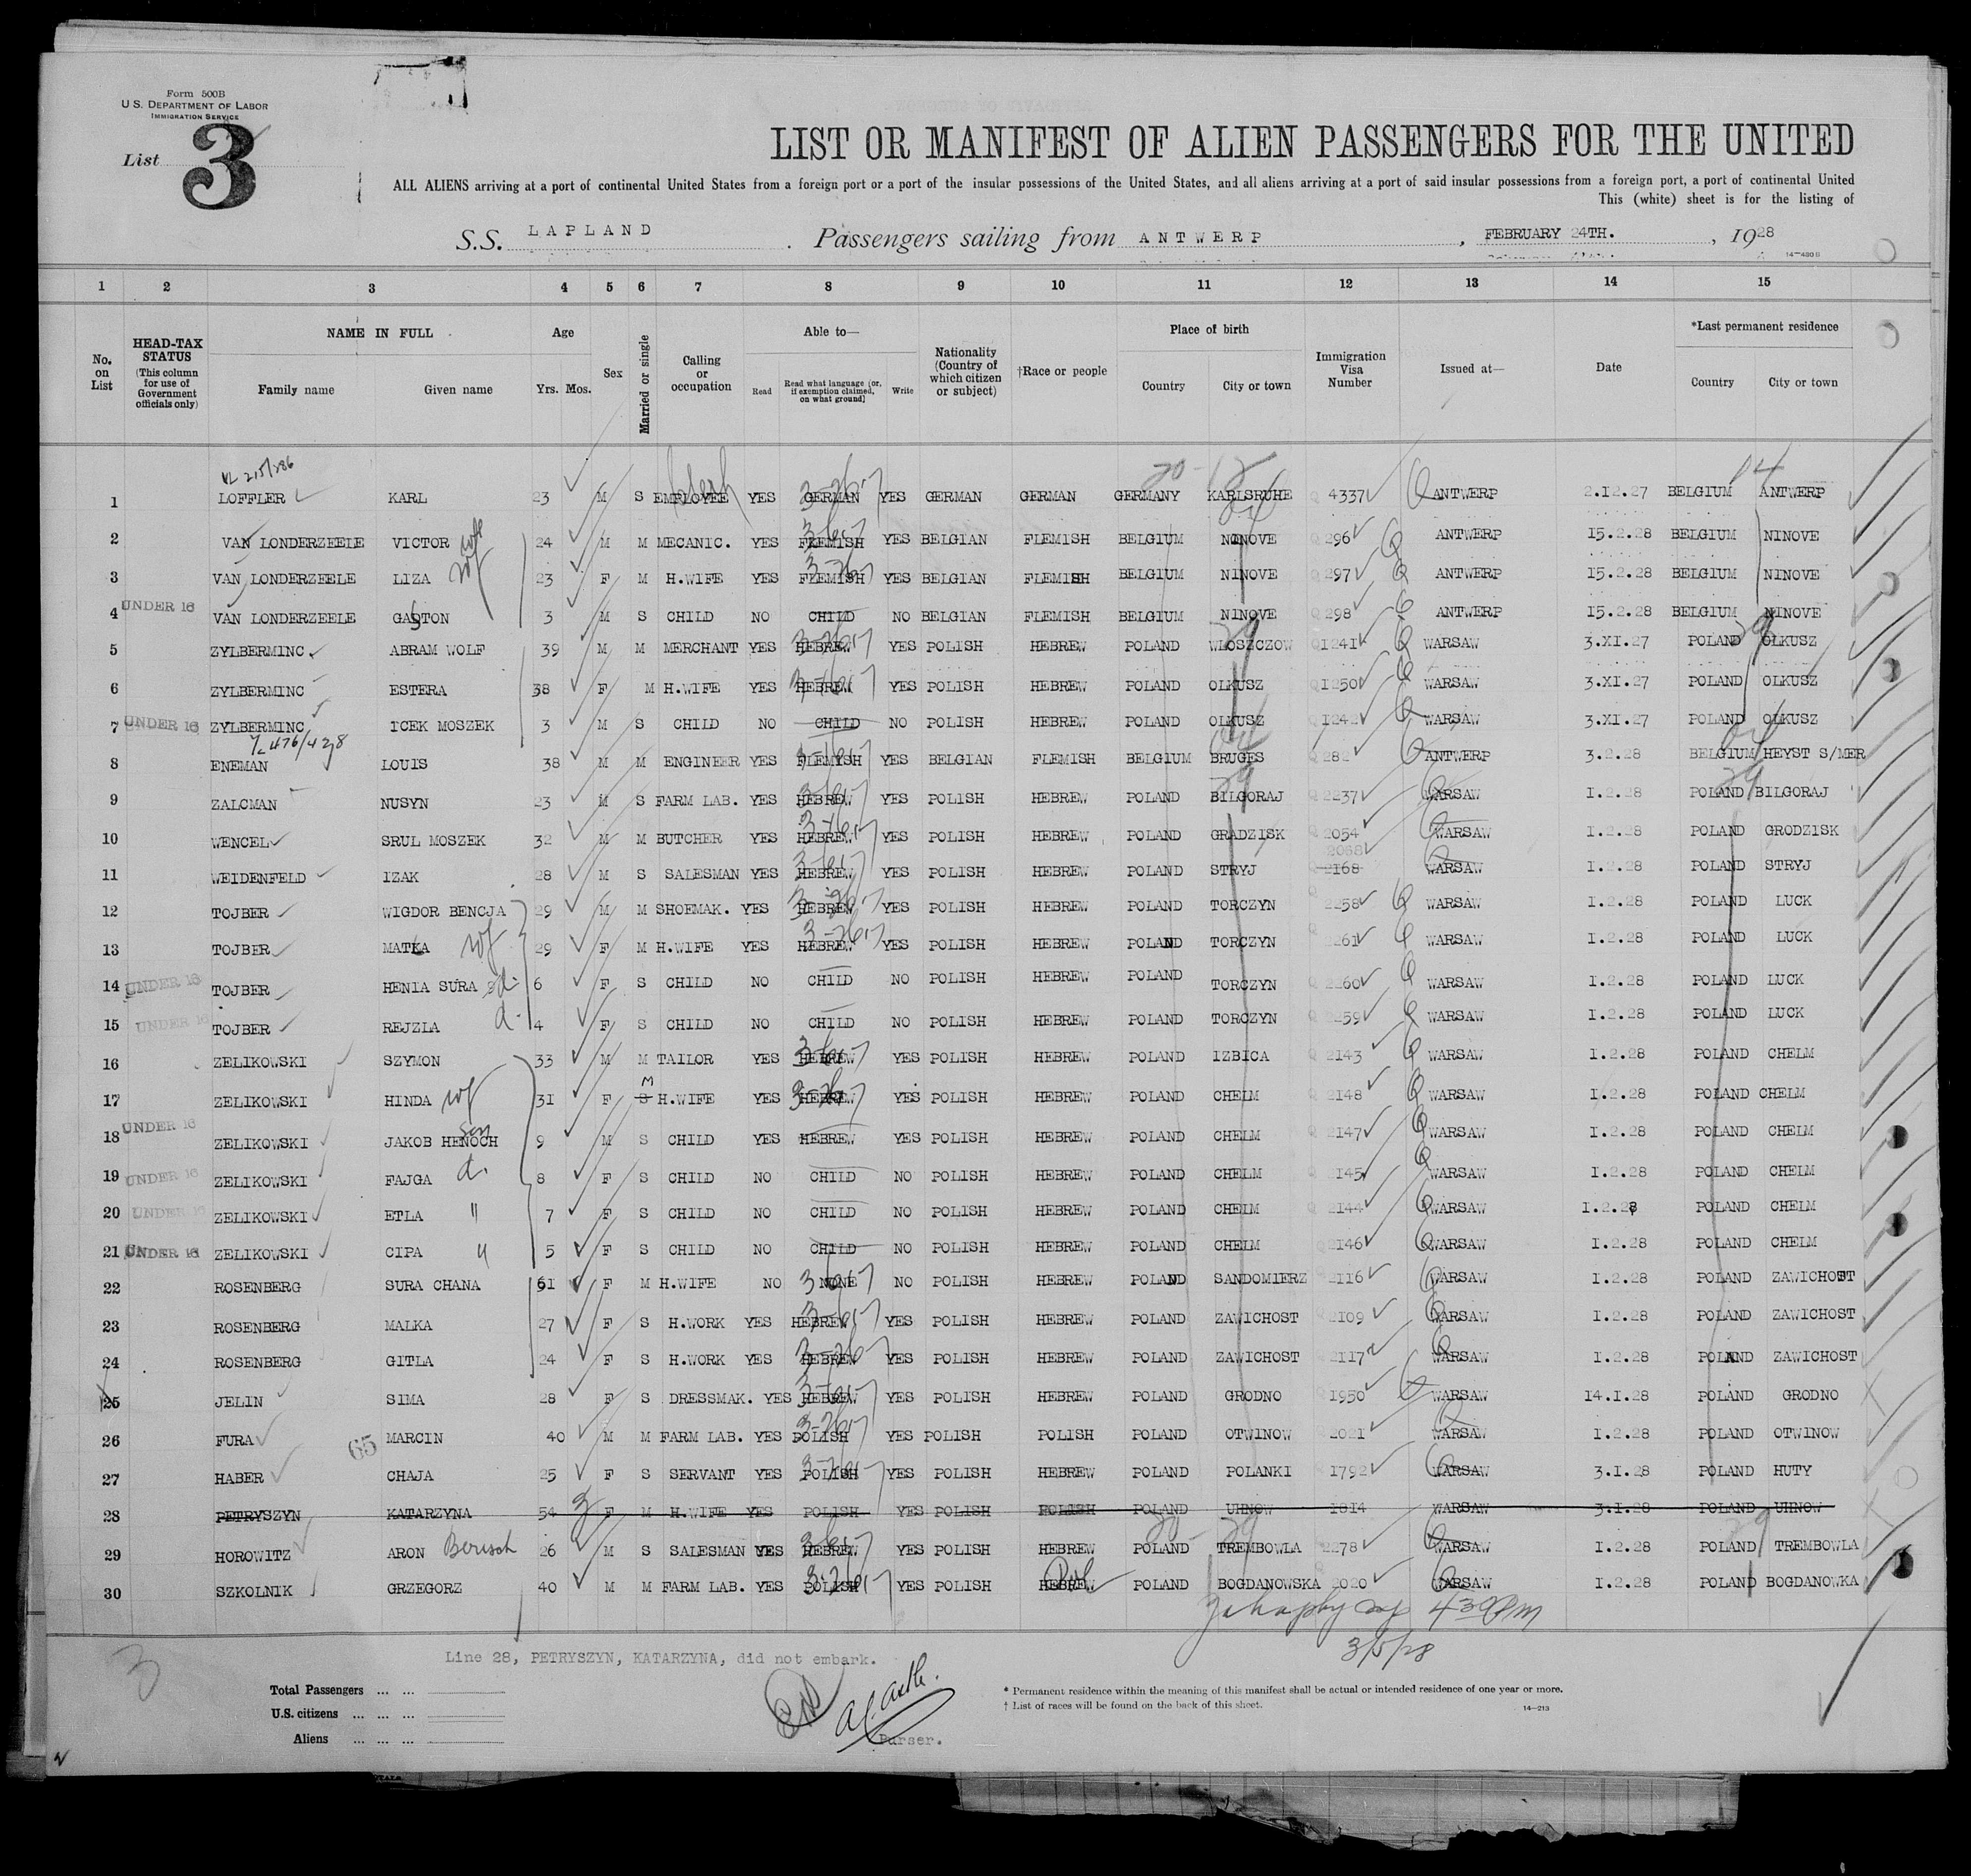 Form 500B
U.S. DEPARTMENT OF LABOR
IMMIGRATION SERVICE
List 3
LIST OR MANIFEST OF ALIEN PASSENGERS FOR THE UNITED
ALL ALIENS arriving at a port of continental United States from a foreign port or a port of the insular possessions of the United States, and all aliens arriving at a port of said insular possessions from a foreign port, a port of continental United
This (white) sheet is for the listing of
S.S. LAPLAND . Passengers sailing from ANTWERP , FEBRUARY 24TH. , 1928
1 2 3 4 5 6 7 8 9 10 11 12 13 14 15
No. on List
HEAD-TAX STATUS (This column for use of Government officials only)
NAME IN FULL
Family name Given name
Age
Yrs. Mos.
Sex
Married or single
Calling or occupation
Able to—
Read
Read what language (or, if exemption claimed, on what ground)
Write
Nationality (Country of which citizen or subject)
†Race or people
Place of birth
Country City or town
Immigration Visa Number
Issued at—
Date
*Last permanent residence
Country City or town
20-12 14
1 LOFFLER KARL 23 M S EMPLOYEE YES GERMAN YES GERMAN GERMAN GERMANY KARLSRUHE 4337 ANTWERP 2.12.27 BELGIUM ANTWERP
2 VAN LONDERZEELE VICTOR 24 M M MECANIC. YES FLEMISH YES BELGIAN FLEMISH BELGIUM NINOVE 296 ANTWERP 15.2.28 BELGIUM NINOVE
3 VAN LONDERZEELE LIZA wf 23 F M H.WIFE YES FLEMISH YES BELGIAN FLEMISH BELGIUM NINOVE 297 ANTWERP 15.2.28 BELGIUM NINOVE
4 UNDER 16 VAN LONDERZEELE GASTON 3 M S CHILD NO CHILD NO BELGIAN FLEMISH BELGIUM NINOVE 298 ANTWERP 15.2.28 BELGIUM NINOVE
5 ZYLBERMINC ABRAM WOLF 39 M M MERCHANT YES HEBREW YES POLISH HEBREW POLAND WLOSZCZOW 1241 WARSAW 3.XI.27 POLAND OLKUSZ
6 ZYLBERMINC ESTERA 38 F M H.WIFE YES HEBREW YES POLISH HEBREW POLAND OLKUSZ 1250 WARSAW 3.XI.27 POLAND OLKUSZ
7 UNDER 16 ZYLBERMINC ICEK MOSZEK 3 M S CHILD NO CHILD NO POLISH HEBREW POLAND OLKUSZ 1242 WARSAW 3.XI.27 POLAND OLKUSZ
8 ENEMAN LOUIS 38 M M ENGINEER YES FLEMISH YES BELGIAN FLEMISH BELGIUM BRUGES 282 ANTWERP 3.2.28 BELGIUM HEYST S/MER
9 ZALCMAN NUSYN 23 M S FARM LAB. YES HEBREW YES POLISH HEBREW POLAND BILGORAJ 2237 WARSAW 1.2.28 POLAND BILGORAJ
10 WENCEL SRUL MOSZEK 32 M M BUTCHER YES HEBREW YES POLISH HEBREW POLAND GRADZISK 2054 WARSAW 1.2.28 POLAND GRODZISK
2068
11 WEIDENFELD IZAK 28 M S SALESMAN YES HEBREW YES POLISH HEBREW POLAND STRYJ 2168 WARSAW 1.2.28 POLAND STRYJ
12 TOJBER WIGDOR BENCJA 29 M M SHOEMAK. YES HEBREW YES POLISH HEBREW POLAND TORCZYN 2258 WARSAW 1.2.28 POLAND LUCK
13 TOJBER MATLA wf 29 F M H.WIFE YES HEBREW YES POLISH HEBREW POLAND TORCZYN 2261 WARSAW 1.2.28 POLAND LUCK
14 UNDER 16 TOJBER HENIA SURA d. 6 F S CHILD NO CHILD NO POLISH HEBREW POLAND TORCZYN 2260 WARSAW 1.2.28 POLAND LUCK
15 UNDER 16 TOJBER REJZLA d. 4 F S CHILD NO CHILD NO POLISH HEBREW POLAND TORCZYN 2259 WARSAW 1.2.28 POLAND LUCK
16 ZELIKOWSKI SZYMON 33 M M TAILOR YES HEBREW YES POLISH HEBREW POLAND IZBICA 2143 WARSAW 1.2.28 POLAND CHELM
17 ZELIKOWSKI HINDA wf 31 F M S H.WIFE YES HEBREW YES POLISH HEBREW POLAND CHELM 2148 WARSAW 1.2.28 POLAND CHELM
18 UNDER 16 ZELIKOWSKI JAKOB HENOCH son 9 M S CHILD YES HEBREW YES POLISH HEBREW POLAND CHELM 2147 WARSAW 1.2.28 POLAND CHELM
19 UNDER 16 ZELIKOWSKI FAJGA d. 8 F S CHILD NO CHILD NO POLISH HEBREW POLAND CHELM 2145 WARSAW 1.2.28 POLAND CHELM
20 UNDER 16 ZELIKOWSKI ETLA " 7 F S CHILD NO CHILD NO POLISH HEBREW POLAND CHELM 2144 WARSAW 1.2.28 POLAND CHELM
21 UNDER 16 ZELIKOWSKI CIPA " 5 F S CHILD NO CHILD NO POLISH HEBREW POLAND CHELM 2146 WARSAW 1.2.28 POLAND CHELM
22 ROSENBERG SURA CHANA 61 F M H.WIFE NO NONE NO POLISH HEBREW POLAND SANDOMIERZ 2116 WARSAW 1.2.28 POLAND ZAWICHOST
23 ROSENBERG MALKA 27 F S H.WORK YES HEBREW YES POLISH HEBREW POLAND ZAWICHOST 2109 WARSAW 1.2.28 POLAND ZAWICHOST
24 ROSENBERG GITLA 24 F S H.WORK YES HEBREW YES POLISH HEBREW POLAND ZAWICHOST 2117 WARSAW 1.2.28 POLAND ZAWICHOST
25 JELIN SIMA 28 F S DRESSMAK. YES HEBREW YES POLISH HEBREW POLAND GRODNO 1950 WARSAW 14.1.28 POLAND GRODNO
26 FURA 65 MARCIN 40 M M FARM LAB. YES POLISH YES POLISH POLISH POLAND OTWINOW 2021 WARSAW 1.2.28 POLAND OTWINOW
27 HABER CHAJA 25 F S SERVANT YES POLISH YES POLISH HEBREW POLAND POLANKI 1792 WARSAW 3.1.28 POLAND HUTY
28 PETRYSZYN KATARZYNA 54 F M H.WIFE YES POLISH YES POLISH POLISH POLAND UHNOW 1814 WARSAW 3.1.28 POLAND UHNOW
29 HOROWITZ ARON Berisch 26 M S SALESMAN YES HEBREW YES POLISH HEBREW POLAND TREMBOWLA 2278 WARSAW 1.2.28 POLAND TREMBOWLA
30 SZKOLNIK GRZEGORZ 40 M M FARM LAB. YES POLISH YES POLISH HEBREW Pol POLAND BOGDANOWSKA 2020 WARSAW 1.2.28 POLAND BOGDANOWKA
430 PM
3/5/28
3
Line 28, PETRYSZYN, KATARZYNA, did not embark.
Total Passengers ... ...
U.S. citizens ... ... ...
Aliens ... ... ...
Purser.
* Permanent residence within the meaning of this manifest shall be actual or intended residence of one year or more.
† List of races will be found on the back of this sheet.
14—213